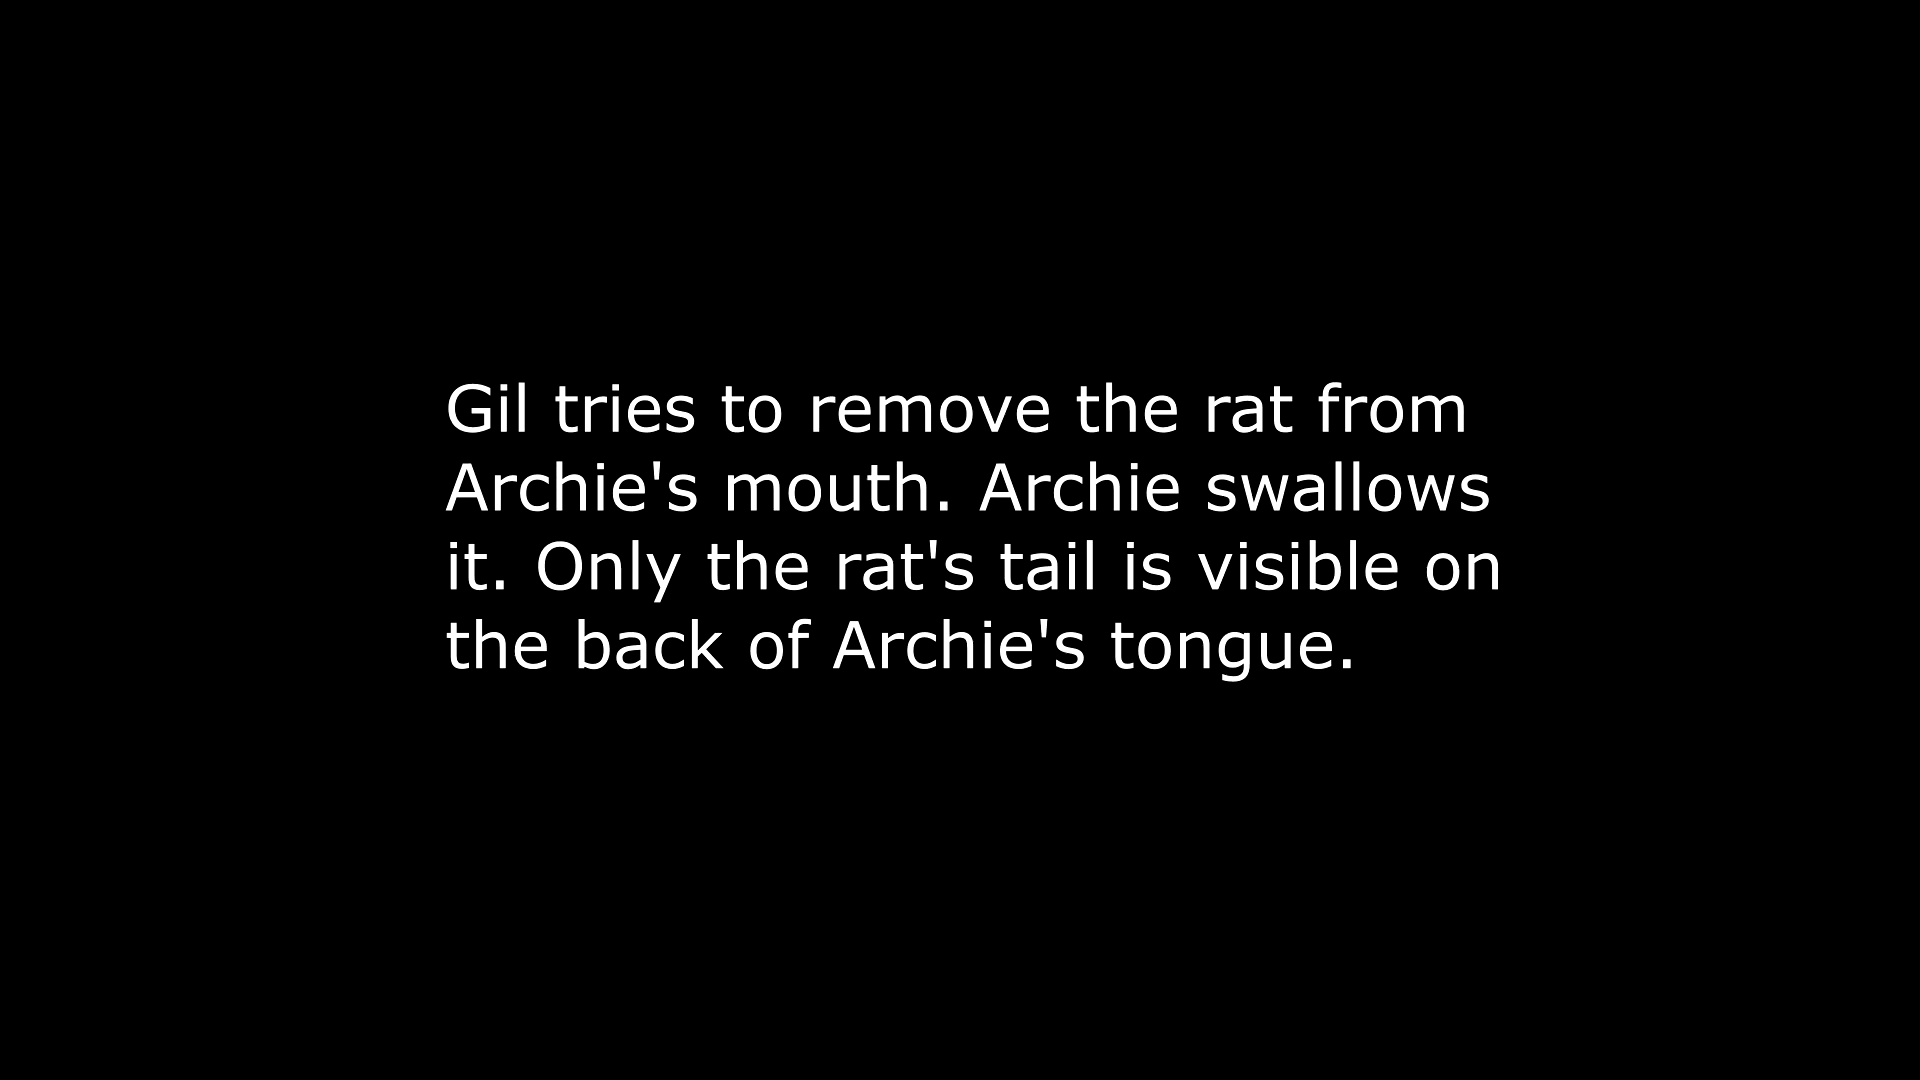 Gil tries to remove the rat from
Archie's mouth. Archie swallows
it. Only the rat's tail is visible on
the back of Archie's tongue.